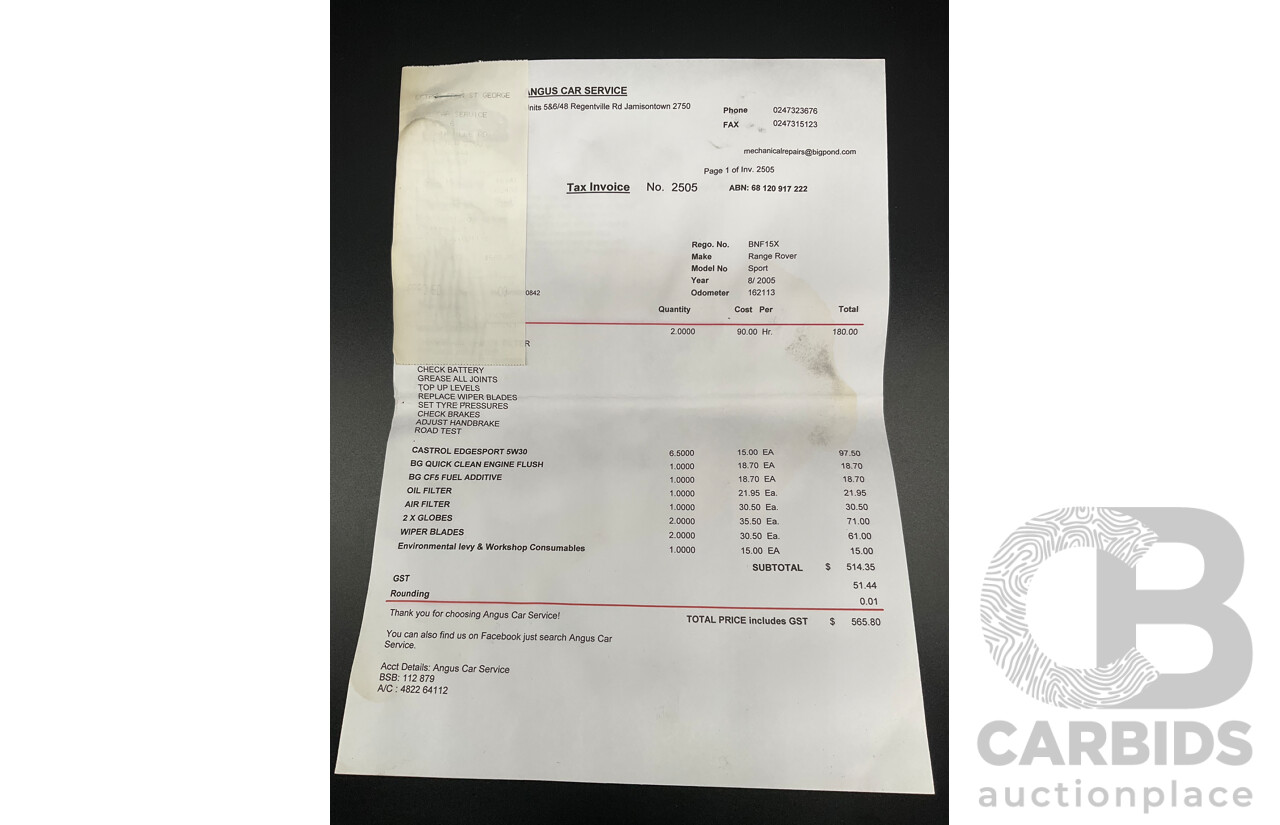 ANGUS CAR SERVICE
Units 5&6/48 Regentville Rd Jamisontown 2750
Phone 0247323676
FAX 0247315123
mechanicalrepairs@bigpond.com
Page 1 of Inv. 2505
Tax Invoice No. 2505 ABN: 68 120 917 222
Rego. No. BNF15X
Make Range Rover
Model No Sport
Year 8/ 2005
0842 Odometer 162113
Quantity Cost Per Total
2.0000 90.00 Hr. 180.00
R
CHECK BATTERY
GREASE ALL JOINTS
TOP UP LEVELS
REPLACE WIPER BLADES
SET TYRE PRESSURES
CHECK BRAKES
ADJUST HANDBRAKE
ROAD TEST
CASTROL EDGESPORT 5W30 6.5000 15.00 EA 97.50
BG QUICK CLEAN ENGINE FLUSH 1.0000 18.70 EA 18.70
BG CF5 FUEL ADDITIVE 1.0000 18.70 EA 18.70
OIL FILTER 1.0000 21.95 Ea. 21.95
AIR FILTER 1.0000 30.50 Ea. 30.50
2 X GLOBES 2.0000 35.50 Ea. 71.00
WIPER BLADES 2.0000 30.50 Ea. 61.00
Environmental levy & Workshop Consumables 1.0000 15.00 EA 15.00
SUBTOTAL $ 514.35
GST 51.44
Rounding 0.01
Thank you for choosing Angus Car Service! TOTAL PRICE includes GST $ 565.80
You can also find us on Facebook just search Angus Car
Service.
Acct Details: Angus Car Service
BSB: 112 879
A/C : 4822 64112
CB
CARBIDS
auctionplace